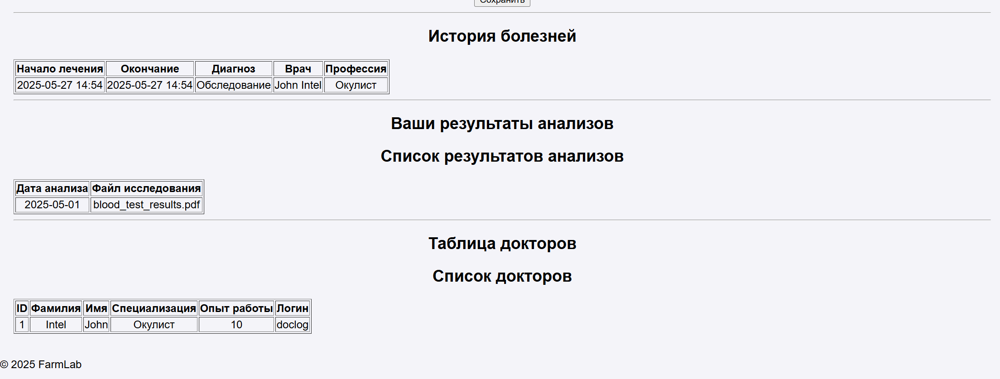 Сохранить
История болезней
Начало лечения Окончание Диагноз Врач Профессия
2025-05-27 14:54 2025-05-27 14:54 Обследование John Intel Окулист
Ваши результаты анализов
Список результатов анализов
Дата анализа Файл исследования
2025-05-01 blood_test_results.pdf
Таблица докторов
Список докторов
ID Фамилия Имя Специализация Опыт работы Логин
1 Intel John Окулист 10 doclog
© 2025 FarmLab